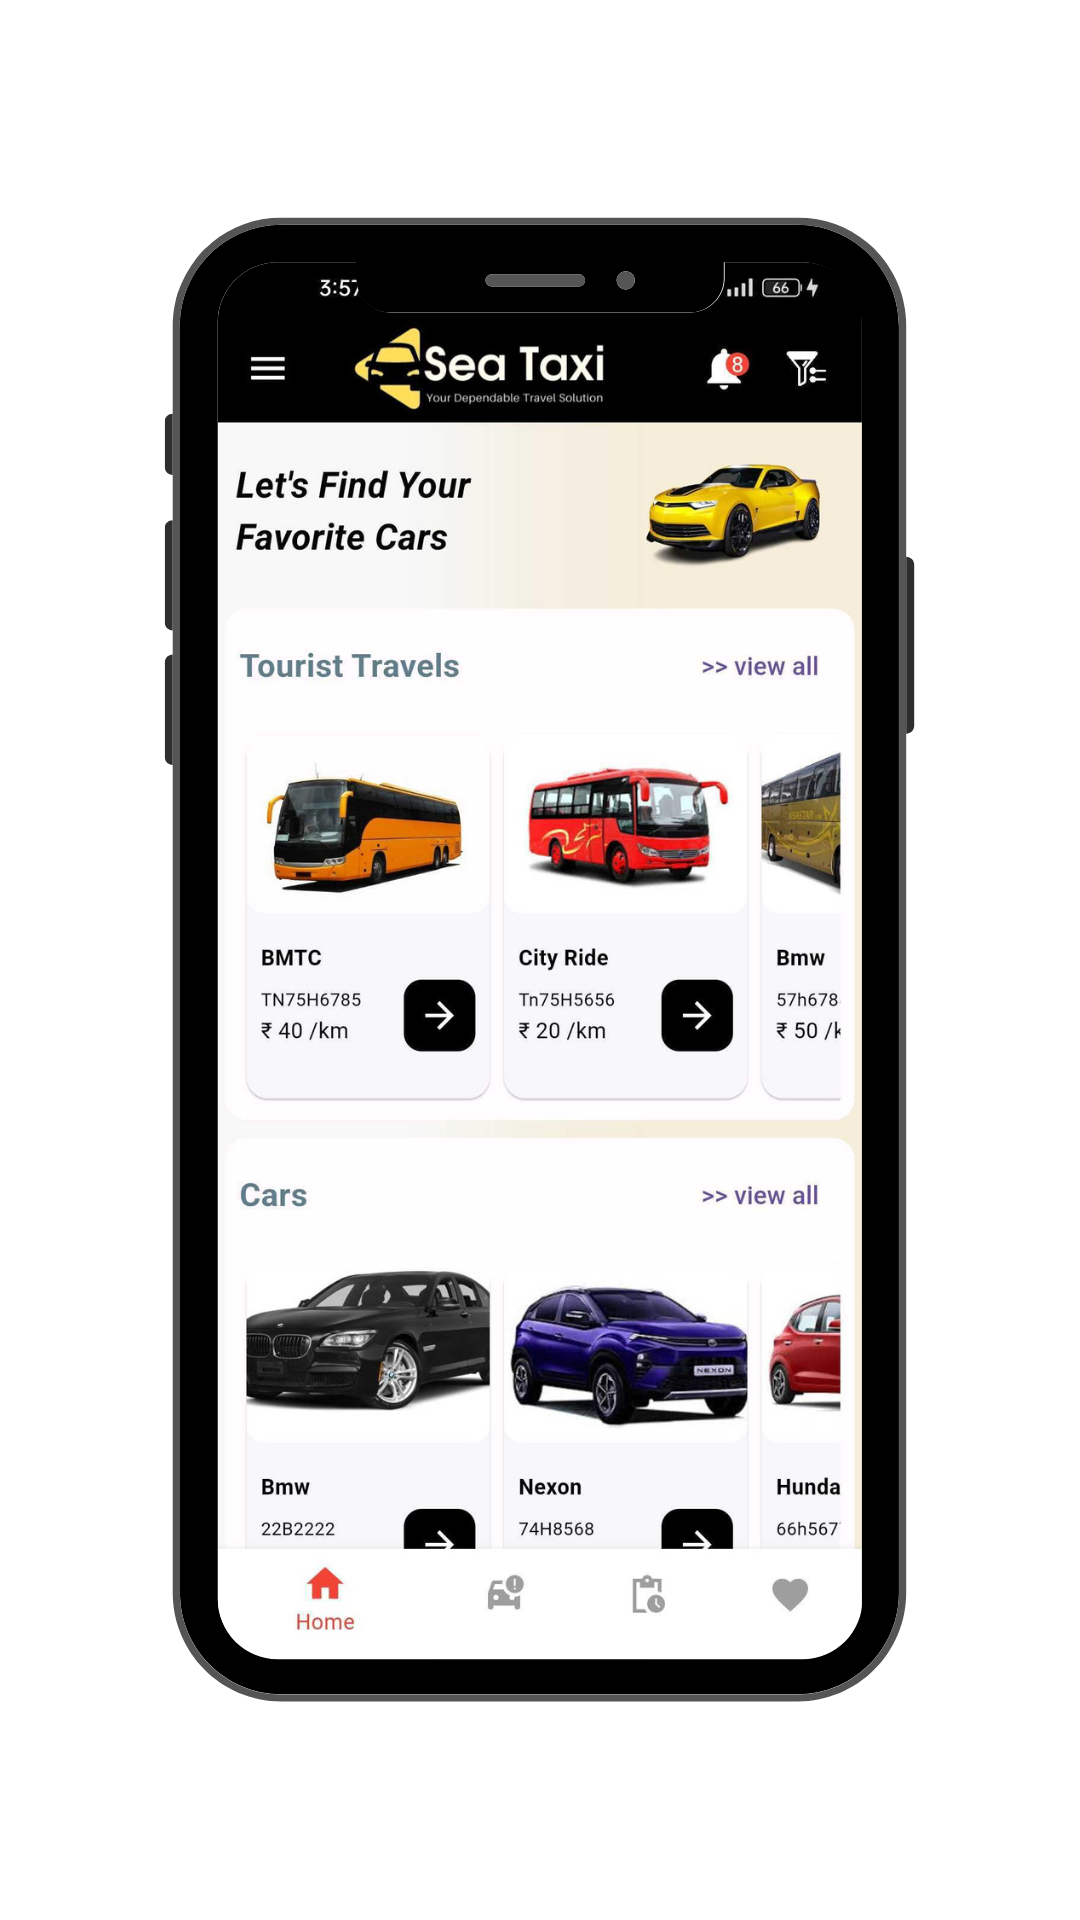 3:57
66
Sea Taxi
Your Dependable Travel Solution
8
Let's Find Your
Favorite Cars
Tourist Travels
>> view all
BMTC
TN75H6785
₹ 40 /km
City Ride
Tn75H5656
₹ 20 /km
Bmw
57h678
₹ 50 /k
Cars
>> view all
NEXON
Bmw
22B2222
Nexon
74H8568
Hunda
66h567
Home